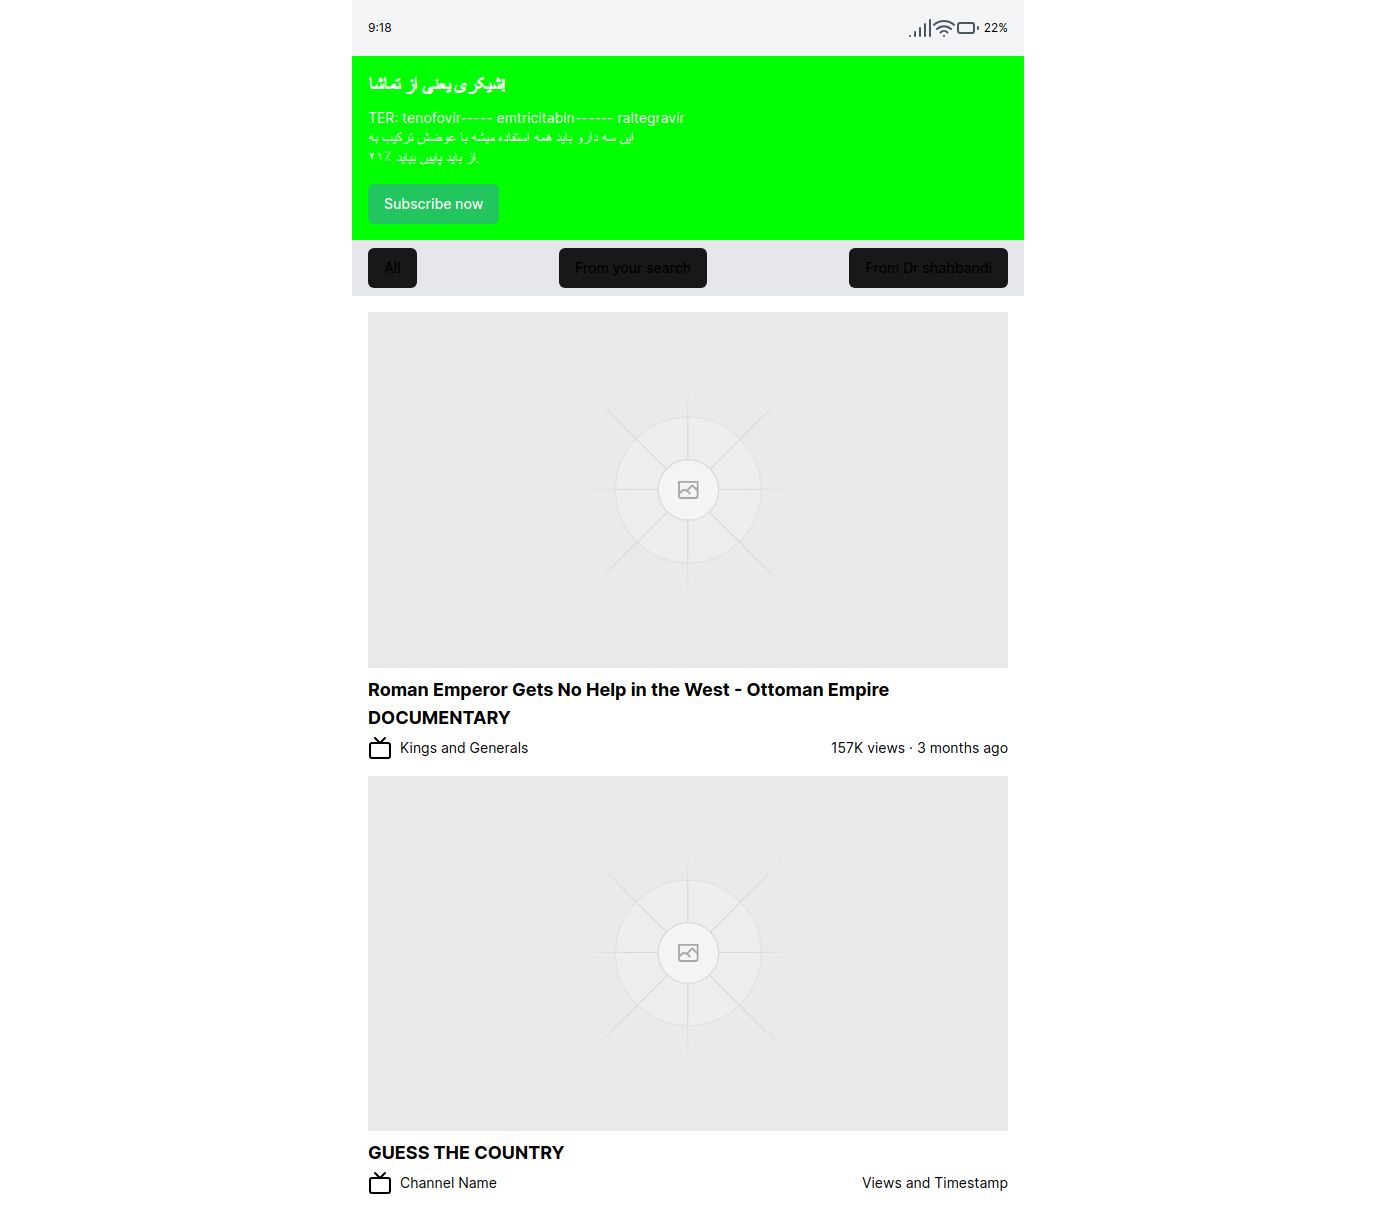 9:18
22%
شیکری یعنی از تماشا!
TER: tenofovir----- emtricitabin------ raltegravir
این سه دارو باید همه استفاده میشه با عوضش ترکیب به
از باید پایین بیاید ٪۲۱.
Subscribe now
All
From your search
From Dr shahbandi
Roman Emperor Gets No Help in the West - Ottoman Empire
DOCUMENTARY
Kings and Generals
157K views · 3 months ago
GUESS THE COUNTRY
Channel Name
Views and Timestamp